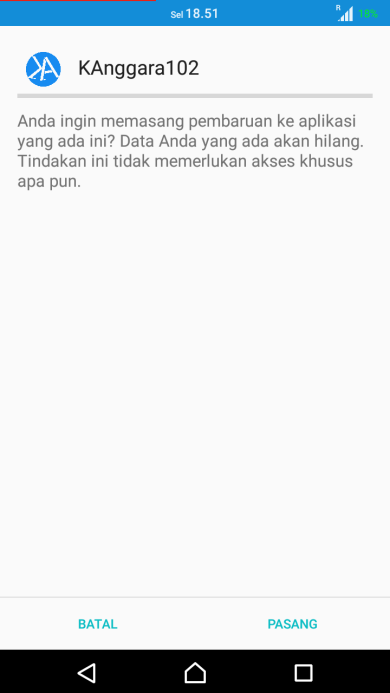 Sel 18.51
R
18%
KAnggara102
Anda ingin memasang pembaruan ke aplikasi
yang ada ini? Data Anda yang ada akan hilang.
Tindakan ini tidak memerlukan akses khusus
apa pun.
BATAL
PASANG